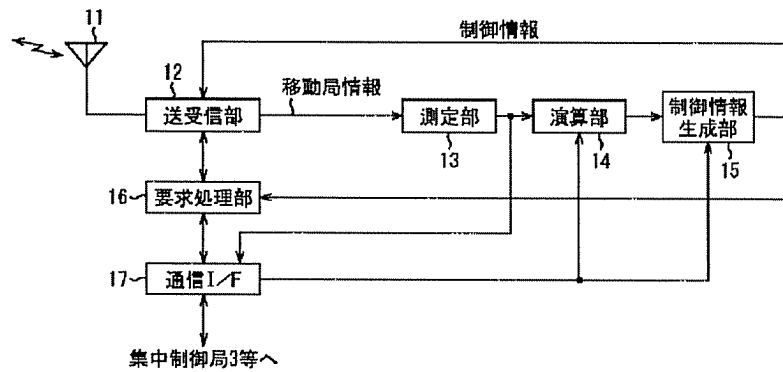 11
制御情報
12
送受信部
移動局情報
測定部
13
演算部
14
制御情報
生成部
15
16
要求処理部
17
通信I/F
集中制御局3等へ